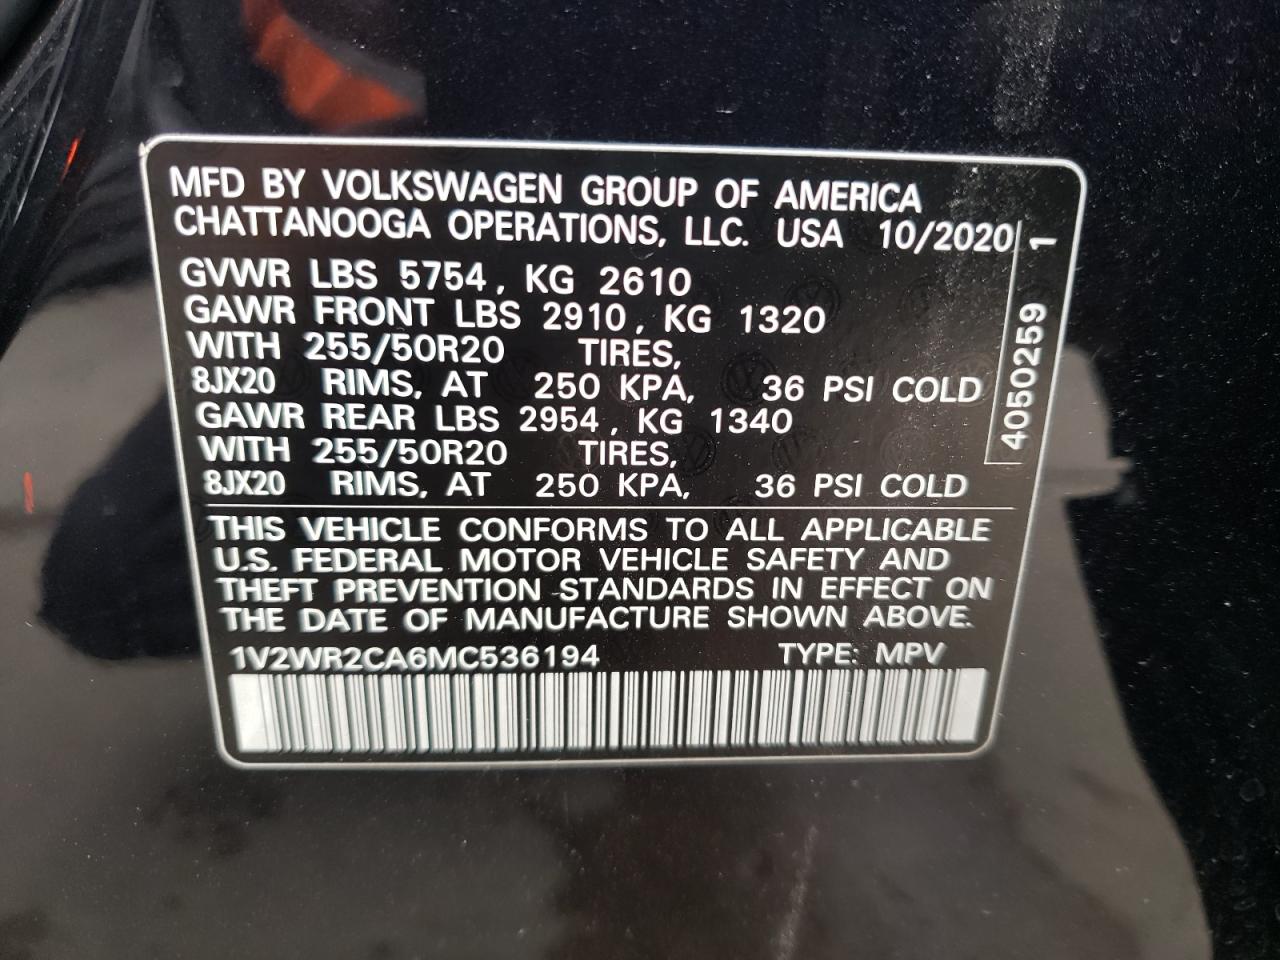 MFD BY VOLKSWAGEN GROUP OF AMERICA
CHATTANOOGA OPERATIONS, LLC. USA 10/2020
GVWR LBS 5754, KG 2610
GAWR FRONT LBS 2910, KG 1320
WITH 255/50R20 TIRES,
8JX20 RIMS, AT 250 KPA, 36 PSI COLD
GAWR REAR LBS 2954, KG 1340
WITH 255/50R20 TIRES,
8JX20 RIMS, AT 250 KPA, 36 PSI COLD
THIS VEHICLE CONFORMS TO ALL APPLICABLE
U.S. FEDERAL MOTOR VEHICLE SAFETY AND
THEFT PREVENTION STANDARDS IN EFFECT ON
THE DATE OF MANUFACTURE SHOWN ABOVE.
1V2WR2CA6MC536194 TYPE: MPV
4050259 1